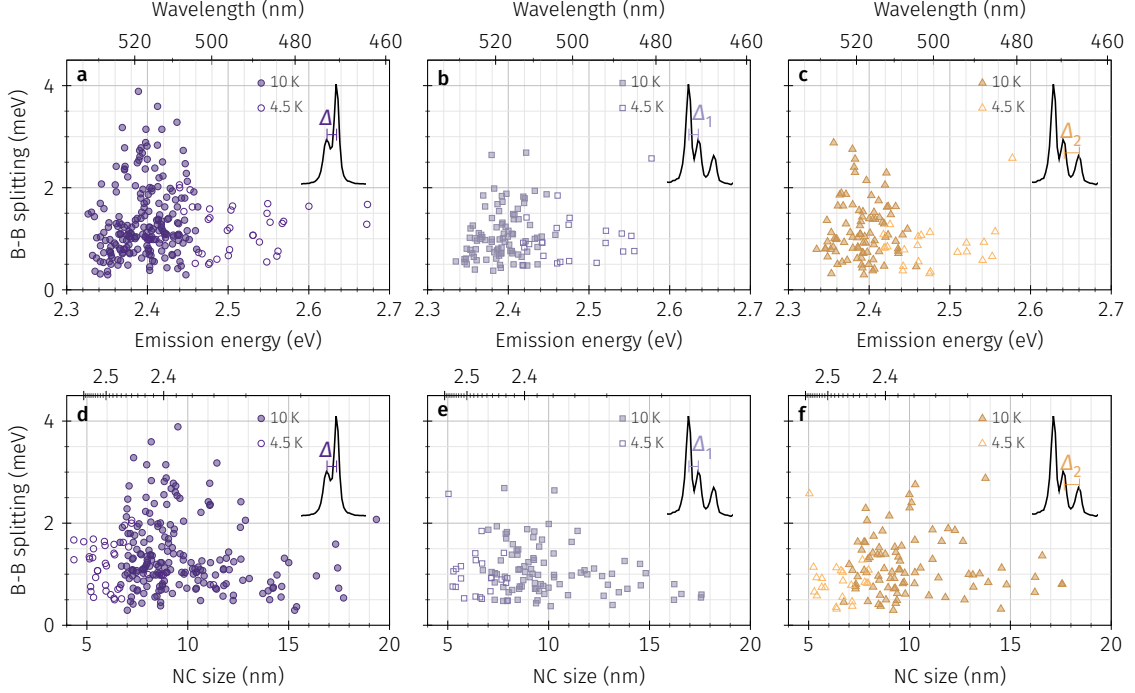 Wavelength (nm) Wavelength (nm) Wavelength (nm)
520 500 480 460 520 500 480 460 520 500 480 460
a 10 K 4.5 K Δ
b 10 K 4.5 K Δ1
c 10 K 4.5 K Δ2
B-B splitting (meV)
4
2
0
2.3 2.4 2.5 2.6 2.7 2.3 2.4 2.5 2.6 2.7 2.3 2.4 2.5 2.6 2.7
Emission energy (eV) Emission energy (eV) Emission energy (eV)
2.5 2.4 2.5 2.4 2.5 2.4
d 10 K 4.5 K Δ
e 10 K 4.5 K Δ1
f 10 K 4.5 K Δ2
B-B splitting (meV)
4
2
0
5 10 15 20 5 10 15 20 5 10 15 20
NC size (nm) NC size (nm) NC size (nm)